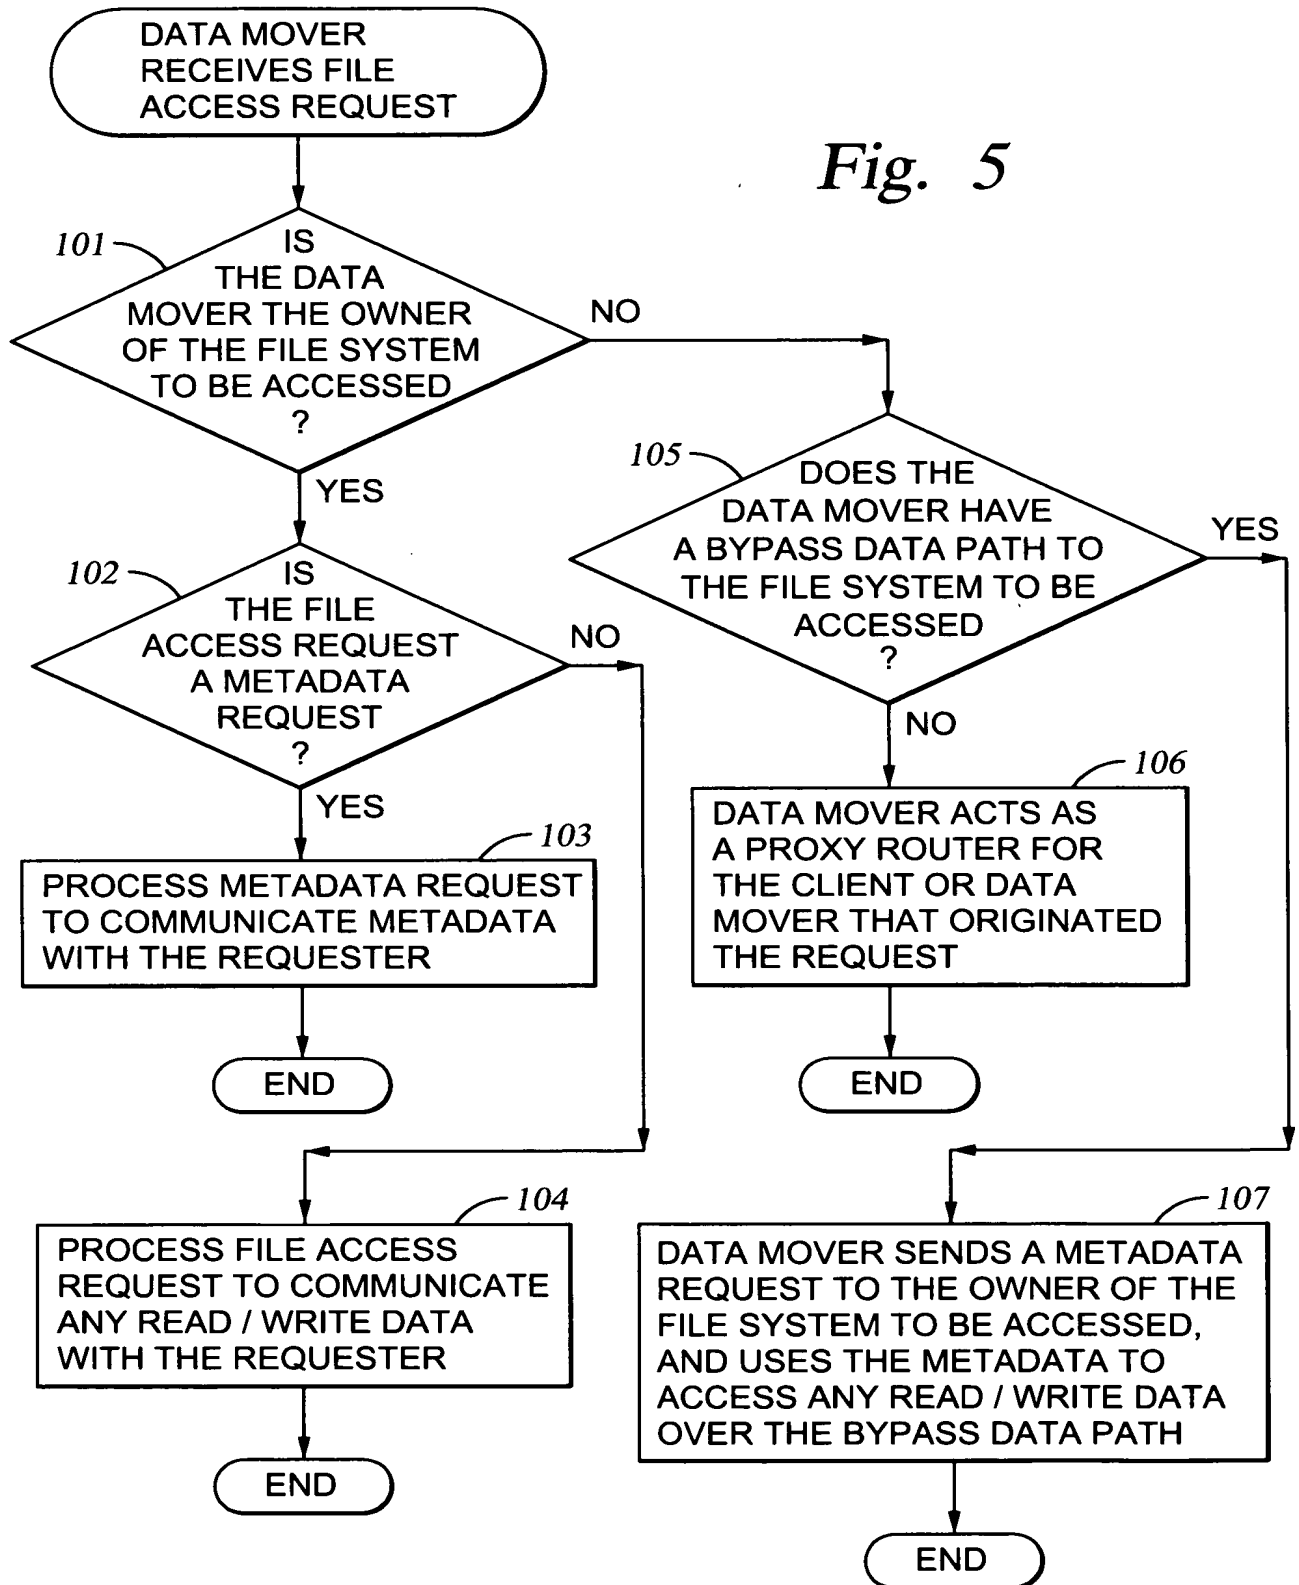 DATA MOVER
RECEIVES FILE
ACCESS REQUEST
Fig. 5
101
IS
THE DATA
MOVER THE OWNER
OF THE FILE SYSTEM
TO BE ACCESSED
?
NO
YES
105
DOES THE
DATA MOVER HAVE
A BYPASS DATA PATH TO
THE FILE SYSTEM TO BE
ACCESSED
?
YES
NO
102
IS
THE FILE
ACCESS REQUEST
A METADATA
REQUEST
?
NO
YES
103
PROCESS METADATA REQUEST
TO COMMUNICATE METADATA
WITH THE REQUESTER
END
106
DATA MOVER ACTS AS
A PROXY ROUTER FOR
THE CLIENT OR DATA
MOVER THAT ORIGINATED
THE REQUEST
END
104
PROCESS FILE ACCESS
REQUEST TO COMMUNICATE
ANY READ / WRITE DATA
WITH THE REQUESTER
END
107
DATA MOVER SENDS A METADATA
REQUEST TO THE OWNER OF THE
FILE SYSTEM TO BE ACCESSED,
AND USES THE METADATA TO
ACCESS ANY READ / WRITE DATA
OVER THE BYPASS DATA PATH
END